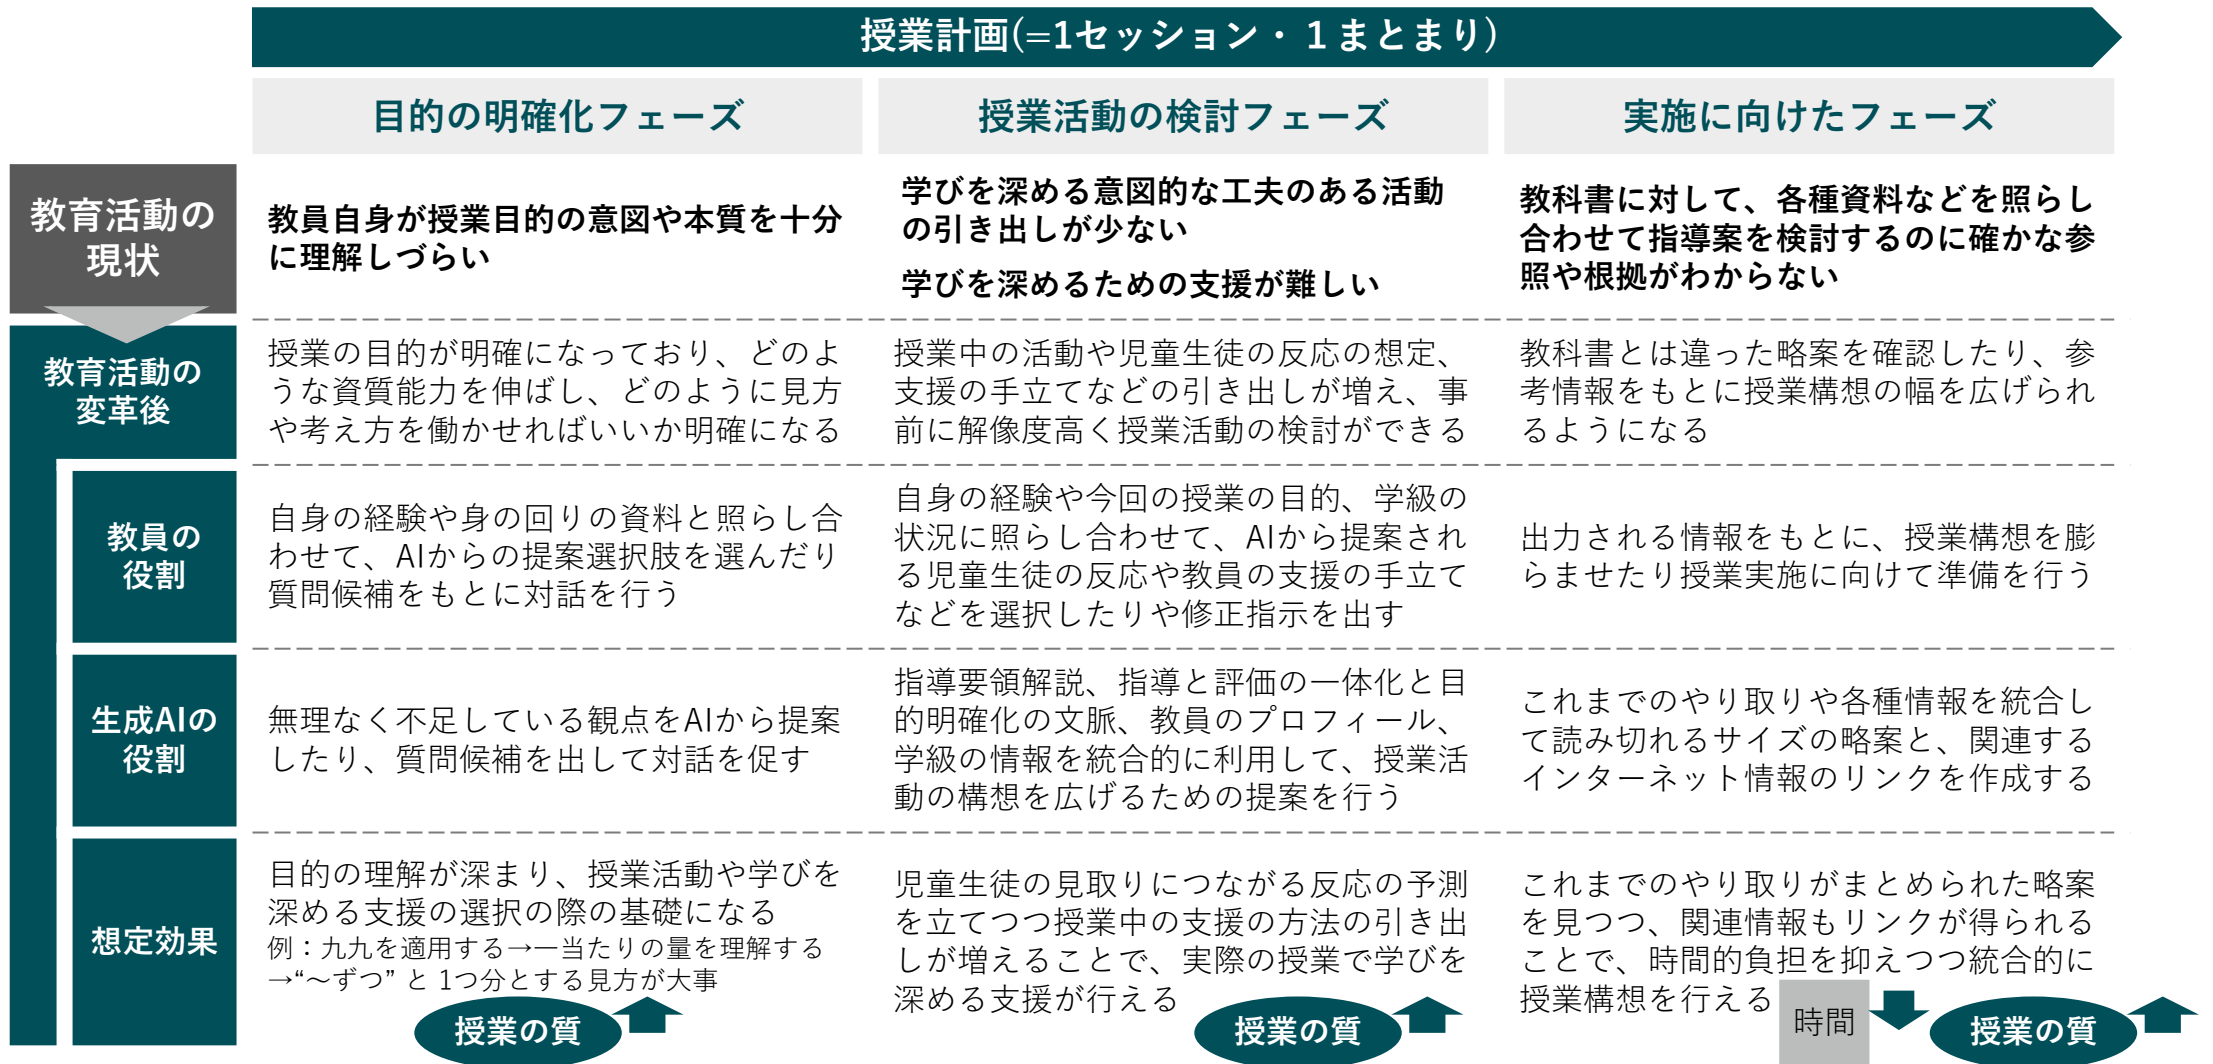 授業計画(=1セッション・１まとまり)
目的の明確化フェーズ
授業活動の検討フェーズ
実施に向けたフェーズ
教育活動の
現状
教員自身が授業目的の意図や本質を十分
に理解しづらい
学びを深める意図的な工夫のある活動
の引き出しが少ない
学びを深めるための支援が難しい
教科書に対して、各種資料などを照らし
合わせて指導案を検討するのに確かな参
照や根拠がわからない
教育活動の
変革後
授業の目的が明確になっており、どのよ
うな資質能力を伸ばし、どのように見方
や考え方を働かせればいいか明確になる
授業中の活動や児童生徒の反応の想定、
支援の手立てなどの引き出しが増え、事
前に解像度高く授業活動の検討ができる
教科書とは違った略案を確認したり、参
考情報をもとに授業構想の幅を広げられ
るようになる
教員の
役割
自身の経験や身の回りの資料と照らし合
わせて、AIからの提案選択肢を選んだり
質問候補をもとに対話を行う
自身の経験や今回の授業の目的、学級の
状況に照らし合わせて、AIから提案され
る児童生徒の反応や教員の支援の手立て
などを選択したりや修正指示を出す
出力される情報をもとに、授業構想を膨
らませたり授業実施に向けて準備を行う
生成AIの
役割
無理なく不足している観点をAIから提案
したり、質問候補を出して対話を促す
指導要領解説、指導と評価の一体化と目
的明確化の文脈、教員のプロフィール、
学級の情報を統合的に利用して、授業活
動の構想を広げるための提案を行う
これまでのやり取りや各種情報を統合し
て読み切れるサイズの略案と、関連する
インターネット情報のリンクを作成する
想定効果
目的の理解が深まり、授業活動や学びを
深める支援の選択の際の基礎になる
例：九九を適用する→一当たりの量を理解する
→“～ずつ” と 1つ分とする見方が大事
授業の質
児童生徒の見取りにつながる反応の予測
を立てつつ授業中の支援の方法の引き出
しが増えることで、実際の授業で学びを
深める支援が行える
授業の質
これまでのやり取りがまとめられた略案
を見つつ、関連情報もリンクが得られる
ことで、時間的負担を抑えつつ統合的に
授業構想を行える
時間
授業の質